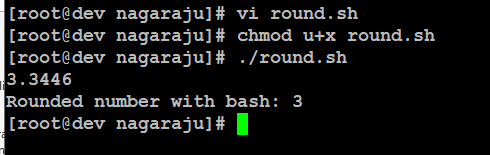 [root@dev nagaraju]# vi round.sh
[root@dev nagaraju]# chmod u+x round.sh
[root@dev nagaraju]# ./round.sh
3.3446
Rounded number with bash: 3
[root@dev nagaraju]#